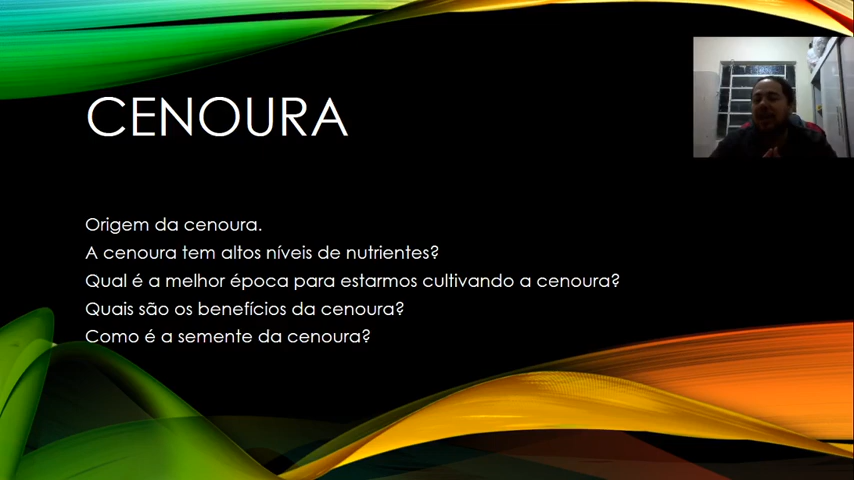 CENOURA
Origem da cenoura.
A cenoura tem altos níveis de nutrientes?
Qual é a melhor época para estarmos cultivando a cenoura?
Quais são os benefícios da cenoura?
Como é a semente da cenoura?